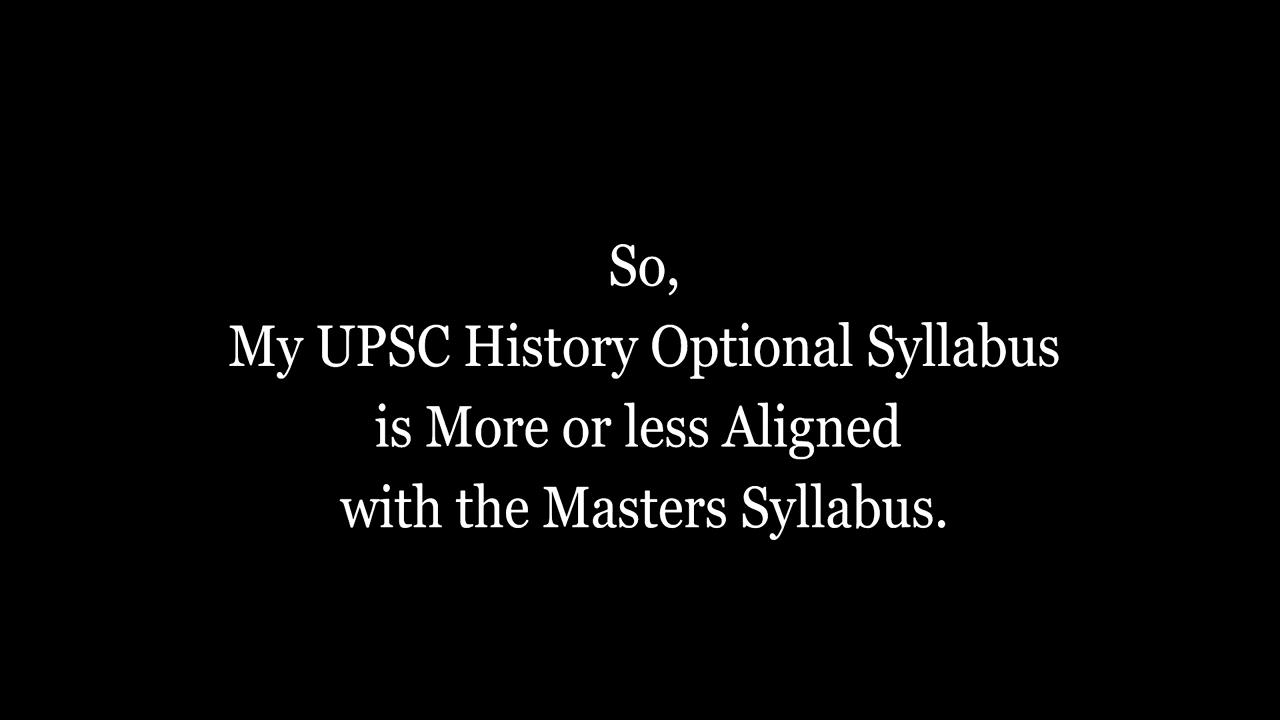 So,
My UPSC History Optional Syllabus
is More or less Aligned
with the Masters Syllabus.